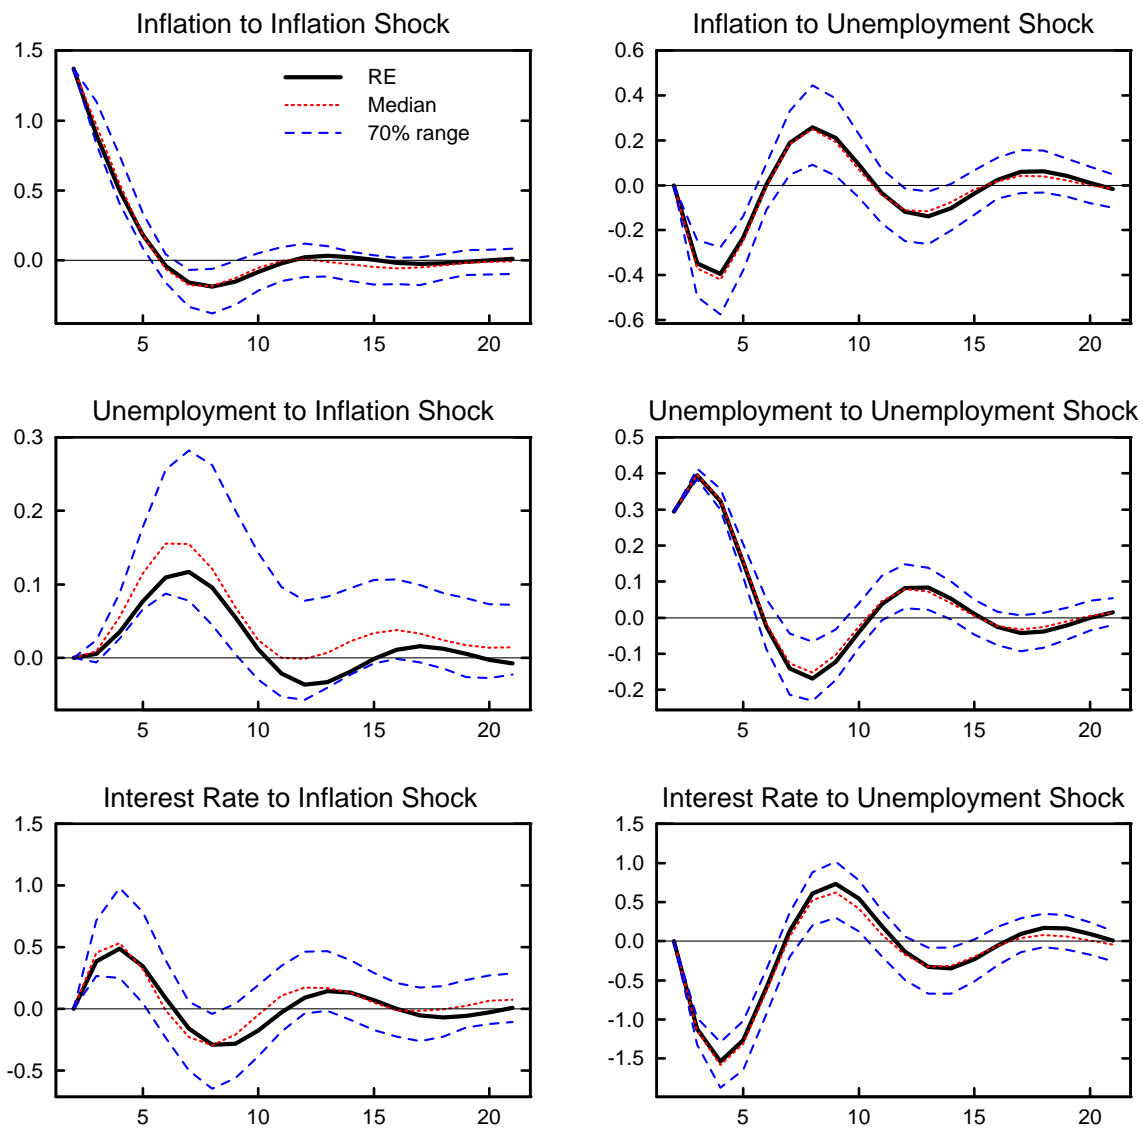 Inflation to Inflation Shock
1.5
1.0
0.5
0.0
RE
Median
70% range
5 10 15 20
Inflation to Unemployment Shock
0.6
0.4
0.2
0.0
-0.2
-0.4
-0.6
5 10 15 20
Unemployment to Inflation Shock
0.3
0.2
0.1
0.0
5 10 15 20
Unemployment to Unemployment Shock
0.5
0.4
0.3
0.2
0.1
0.0
-0.1
-0.2
5 10 15 20
Interest Rate to Inflation Shock
1.5
1.0
0.5
0.0
-0.5
5 10 15 20
Interest Rate to Unemployment Shock
1.5
1.0
0.5
0.0
-0.5
-1.0
-1.5
5 10 15 20